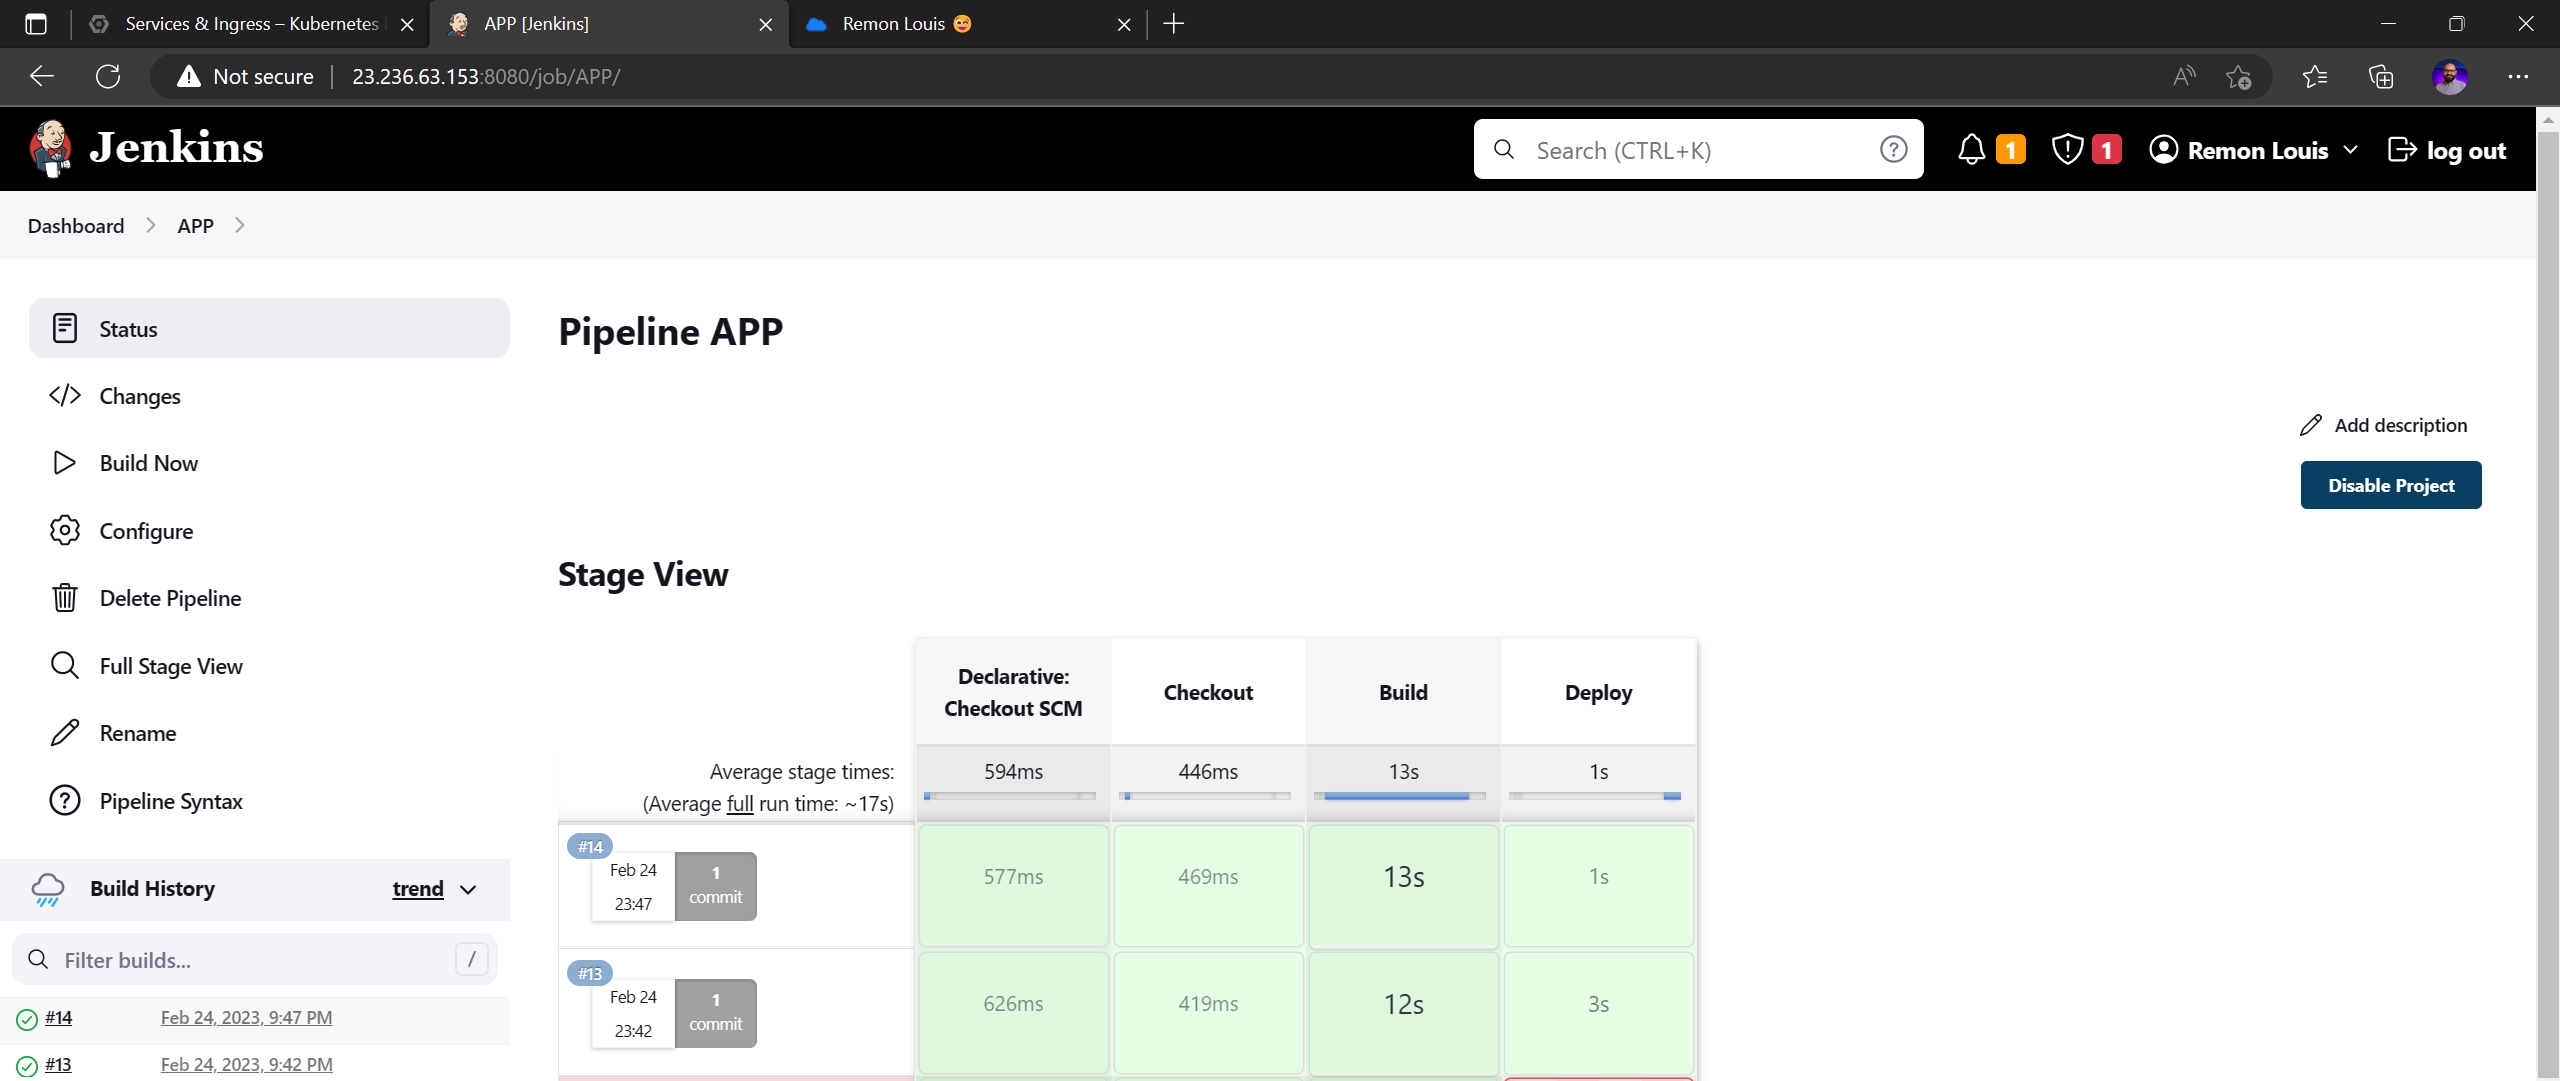 Services & Ingress – Kubernetes
APP [Jenkins]
Remon Louis
Not secure
23.236.63.153:8080/job/APP/
Jenkins
Search (CTRL+K)
1
1
Remon Louis
log out
Dashboard
APP
Status
Changes
Build Now
Configure
Delete Pipeline
Full Stage View
Rename
Pipeline Syntax
Build History
trend
Filter builds...
/
#14
Feb 24, 2023, 9:47 PM
#13
Feb 24, 2023, 9:42 PM
Pipeline APP
Add description
Disable Project
Stage View
Declarative:
Checkout SCM
Checkout
Build
Deploy
Average stage times:
(Average full run time: ~17s)
594ms
446ms
13s
1s
#14
Feb 24
23:47
1
commit
577ms
469ms
13s
1s
#13
Feb 24
23:42
1
commit
626ms
419ms
12s
3s